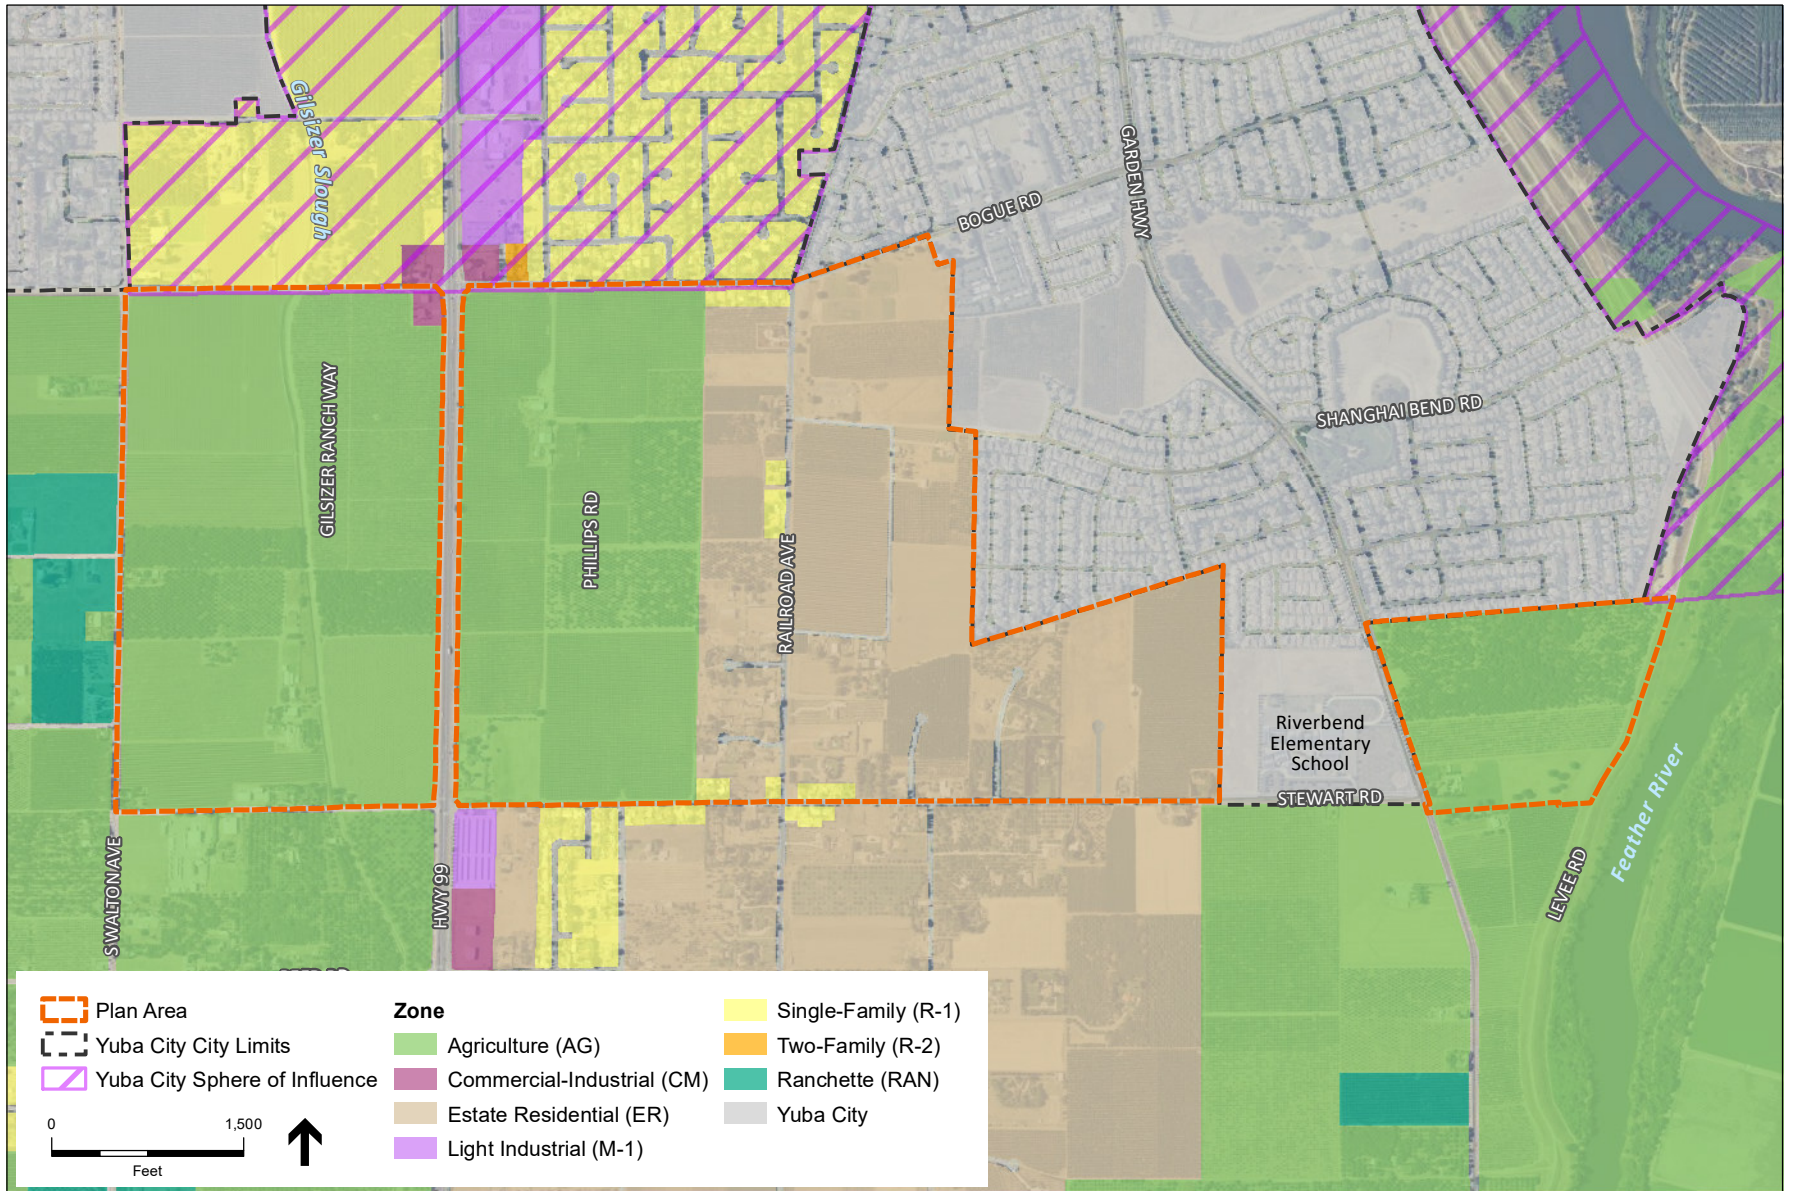 Gilsizer Slough
GARDEN HWY
BOGUE RD
SHANGHAI BEND RD
GILSIZER RANCH WAY
PHILLIPS RD
RAILROAD AVE
Riverbend
Elementary
School
STEWART RD
Feather River
LEVEE RD
S WALTON AVE
HWY 99
Plan Area
Yuba City City Limits
Yuba City Sphere of Influence
0
1,500
Feet
Zone
Agriculture (AG)
Commercial-Industrial (CM)
Estate Residential (ER)
Light Industrial (M-1)
Single-Family (R-1)
Two-Family (R-2)
Ranchette (RAN)
Yuba City